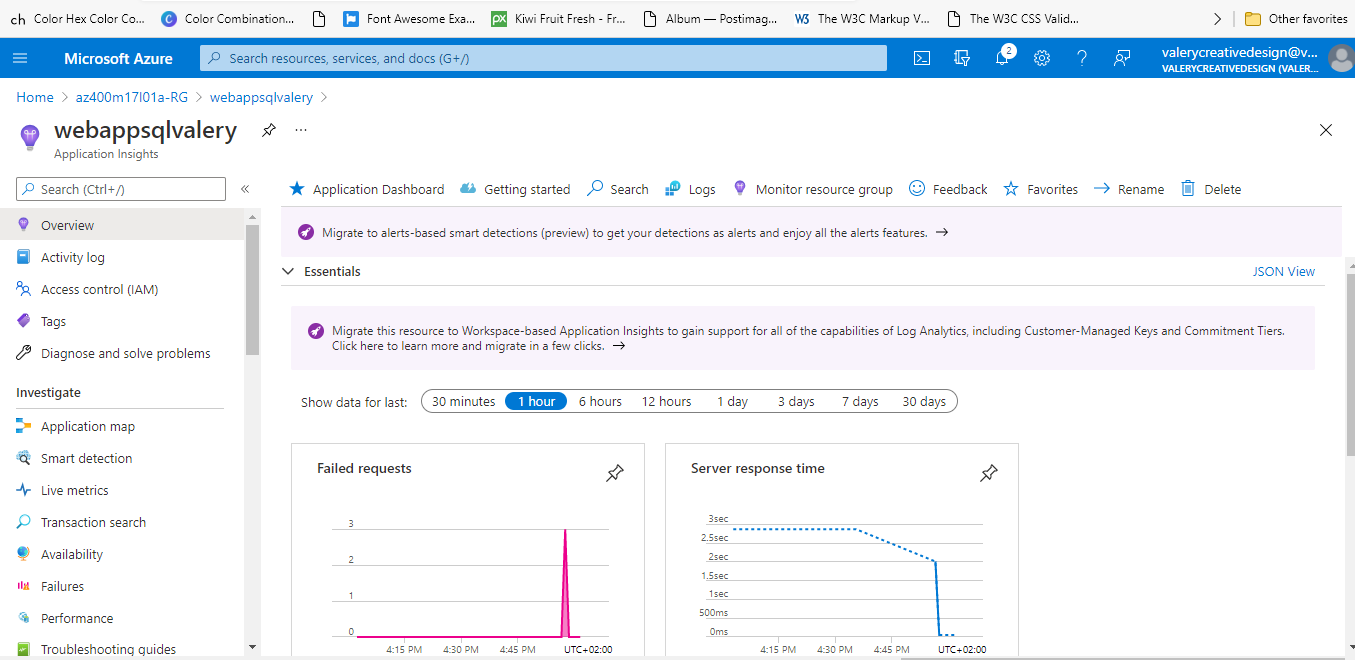 ch Color Hex Color Co...
Color Combination...
Font Awesome Exa...
px Kiwi Fruit Fresh - Fr...
Album — Postimag...
W3 The W3C Markup V...
The W3C CSS Valid...
Other favorites
Microsoft Azure
Search resources, services, and docs (G+/)
2
valerycreativedesign@v...
VALERYCREATIVEDESIGN (VALER...
Home > az400m17l01a-RG > webappsqlvalery >
webappsqlvalery
...
Application Insights
Search (Ctrl+/)
«
Application Dashboard
Getting started
Search
Logs
Monitor resource group
Feedback
Favorites
Rename
Delete
Overview
Activity log
Access control (IAM)
Tags
Diagnose and solve problems
Investigate
Application map
Smart detection
Live metrics
Transaction search
Availability
Failures
Performance
Troubleshooting guides
Migrate to alerts-based smart detections (preview) to get your detections as alerts and enjoy all the alerts features. →
Essentials
JSON View
Migrate this resource to Workspace-based Application Insights to gain support for all of the capabilities of Log Analytics, including Customer-Managed Keys and Commitment Tiers.
Click here to learn more and migrate in a few clicks. →
Show data for last: 30 minutes 1 hour 6 hours 12 hours 1 day 3 days 7 days 30 days
Failed requests
3
2
1
0
4:15 PM 4:30 PM 4:45 PM UTC+02:00
Server response time
3sec
2.5sec
2sec
1.5sec
1sec
500ms
0ms
4:15 PM 4:30 PM 4:45 PM UTC+02:00